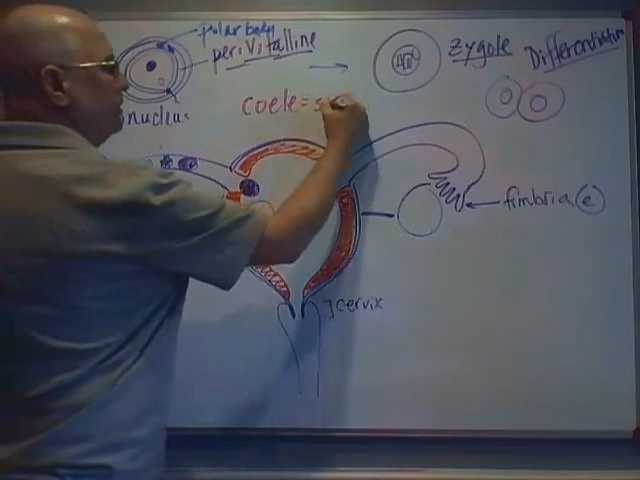 polar body
perivitalline
nucleus
zygote
Differentiation
coele=
fimbria(e)
]cervix